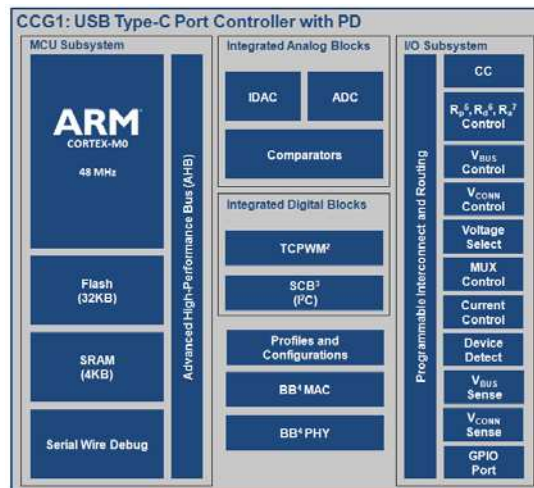 CCG1: USB Type-C Port Controller with PD
MCU Subsystem
ARM
CORTEX-M0
48 MHz
Flash
(32KB)
SRAM
(4KB)
Serial Wire Debug
Advanced High-Performance Bus (AHB)
Integrated Analog Blocks
IDAC
ADC
Comparators
Integrated Digital Blocks
TCPWM²
SCB³
(I²C)
Profiles and
Configurations
BB⁴ MAC
BB⁴ PHY
I/O Subsystem
Programmable Interconnect and Routing
CC
Rp⁵, Rd⁶, Ra⁷
Control
VBUS
Control
VCONN
Control
Voltage
Select
MUX
Control
Current
Control
Device
Detect
VBUS
Sense
VCONN
Sense
GPIO
Port